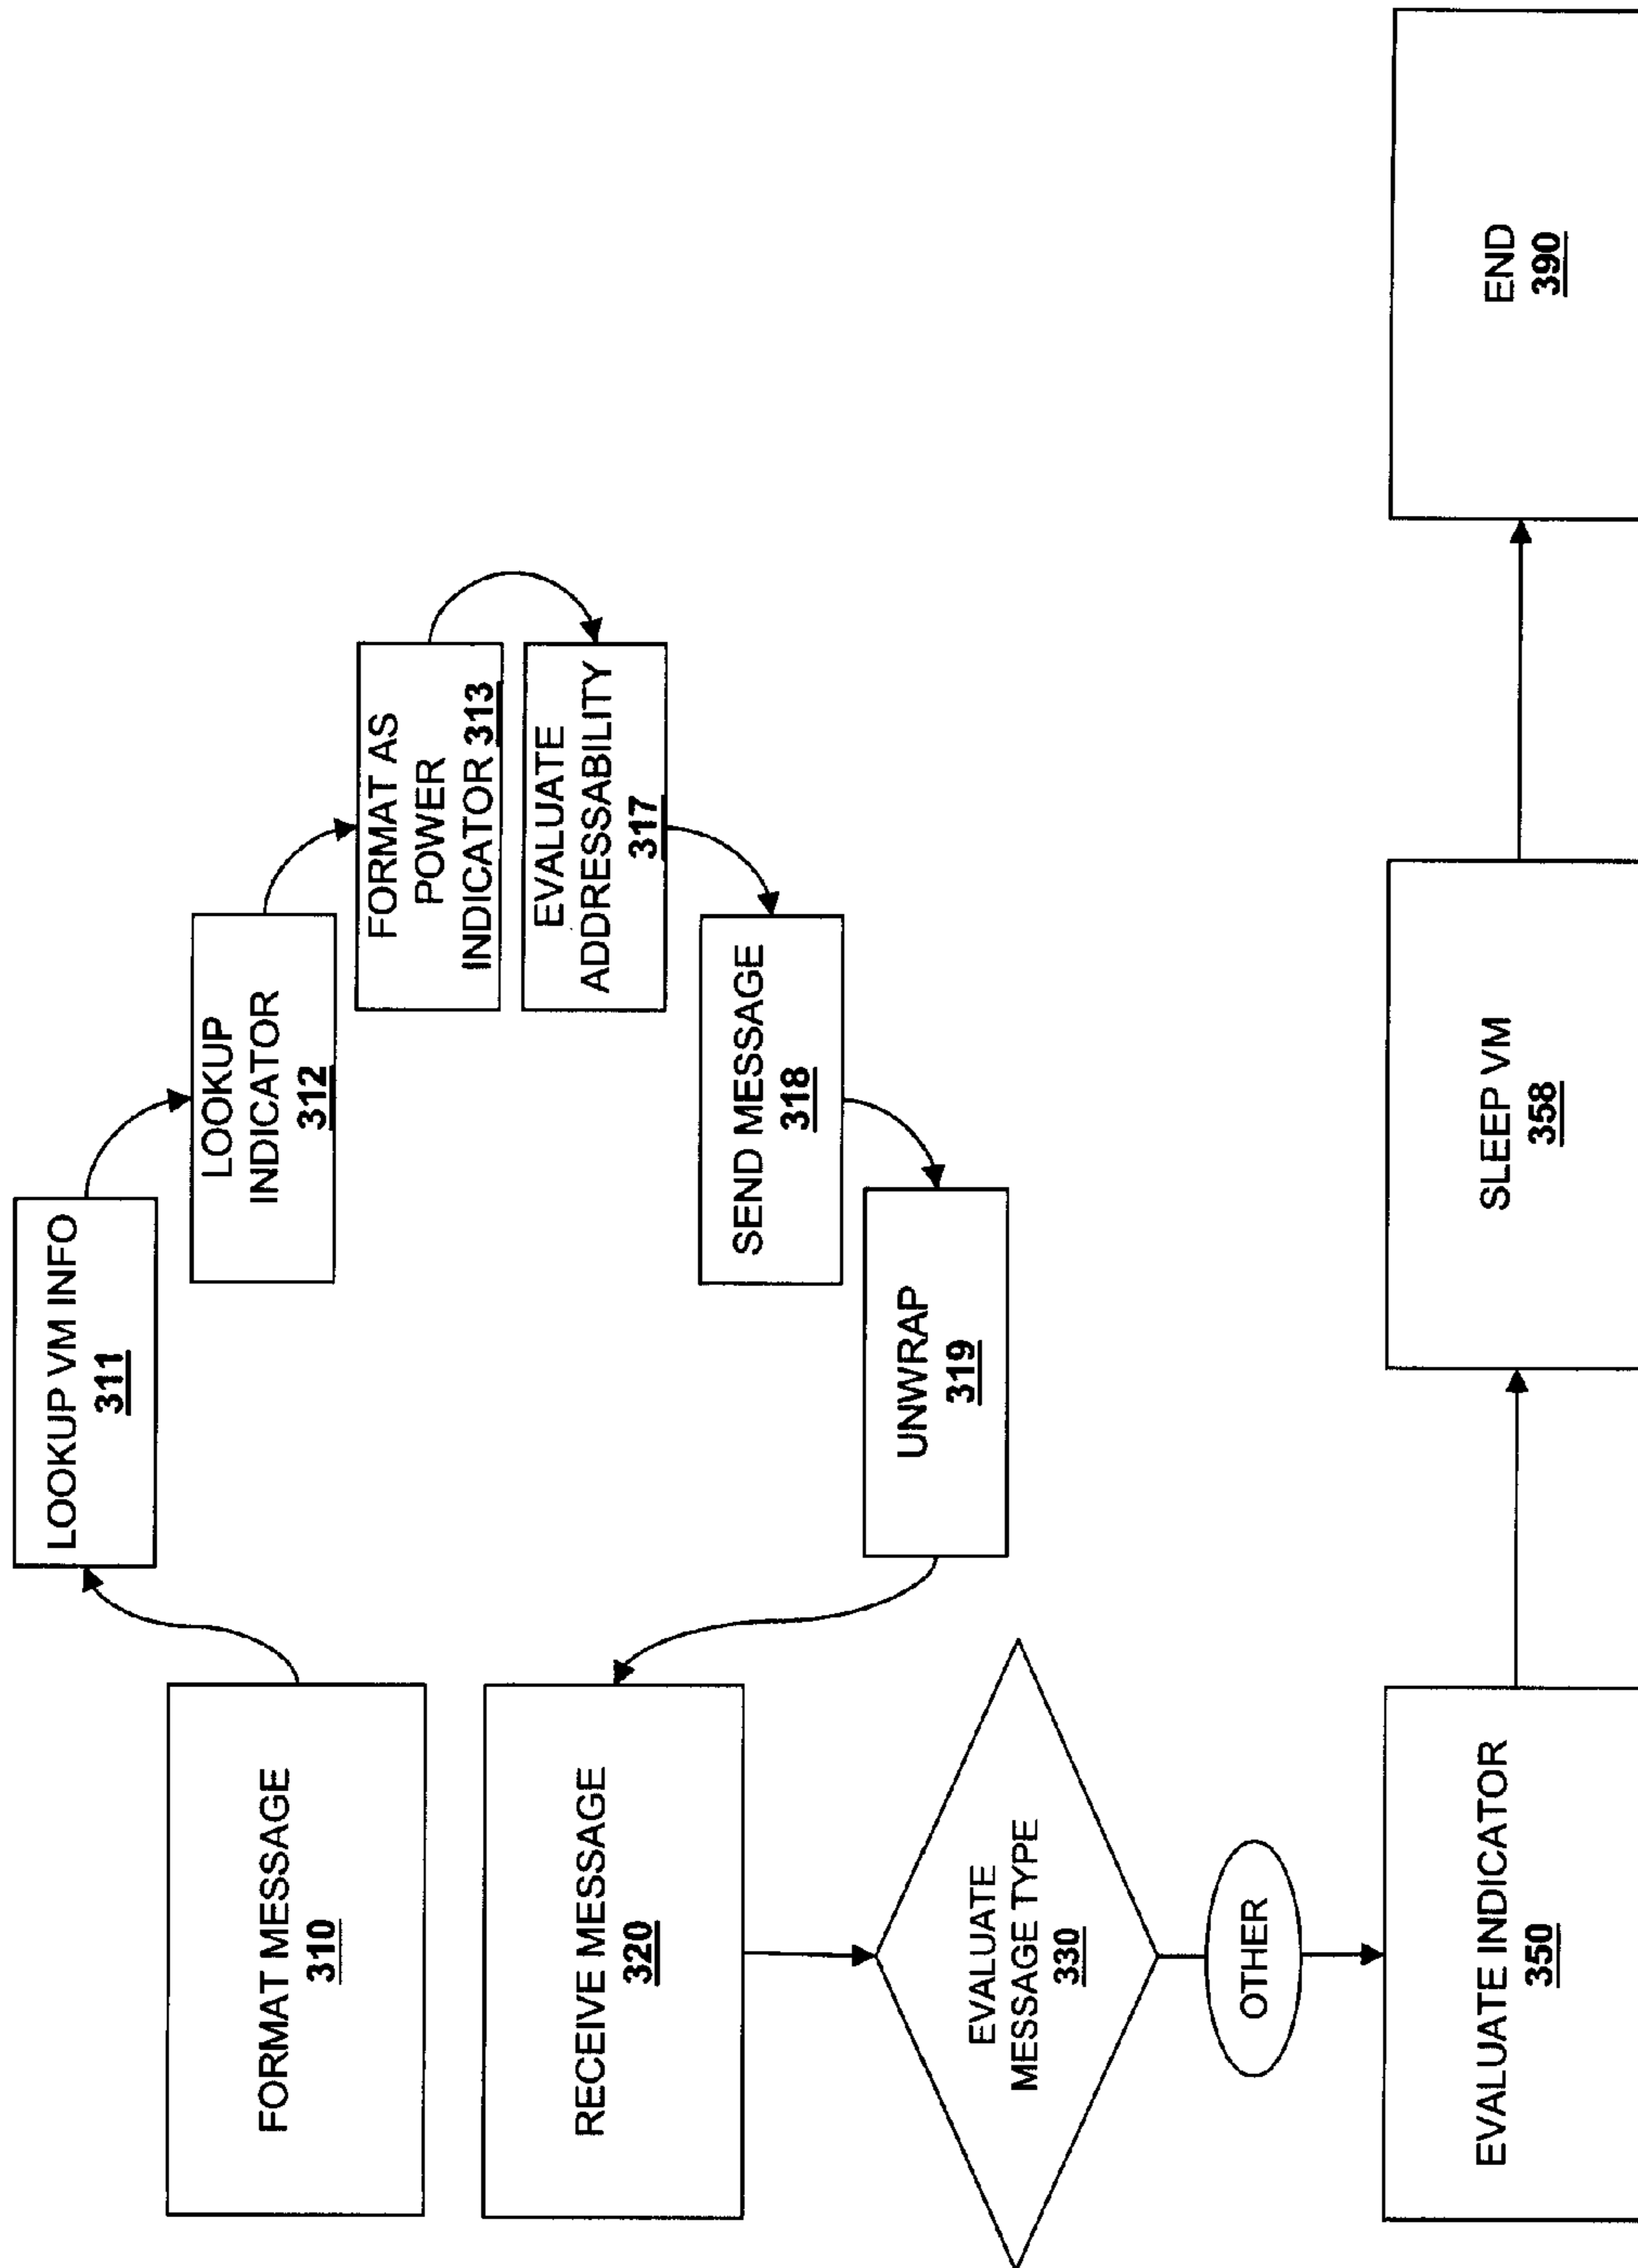 FORMAT MESSAGE
310
LOOKUP VM INFO
311
LOOKUP
INDICATOR
312
FORMAT AS
POWER
INDICATOR 313
EVALUATE
ADDRESSABILITY
317
SEND MESSAGE
318
UNWRAP
319
RECEIVE MESSAGE
320
EVALUATE
MESSAGE TYPE
330
OTHER
EVALUATE INDICATOR
350
SLEEP VM
358
END
390